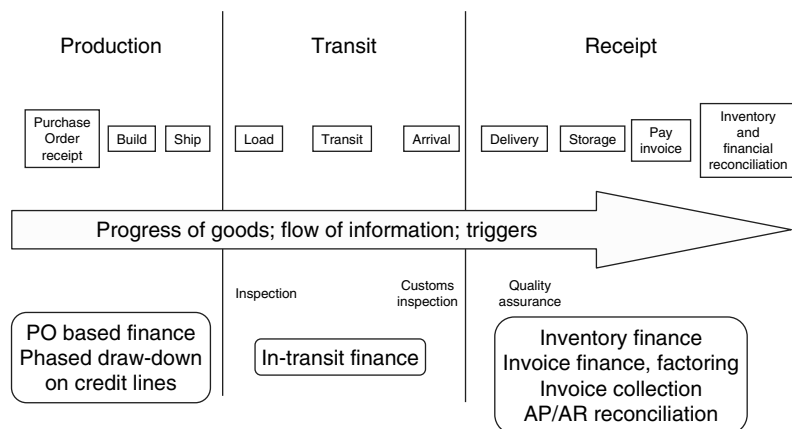 Production
Transit
Receipt
Purchase
Order
receipt
Build
Ship
Load
Transit
Arrival
Delivery
Storage
Pay
invoice
Inventory
and
financial
reconciliation
Progress of goods; flow of information; triggers
Inspection
Customs
inspection
Quality
assurance
PO based finance
Phased draw-down
on credit lines
In-transit finance
Inventory finance
Invoice finance, factoring
Invoice collection
AP/AR reconciliation